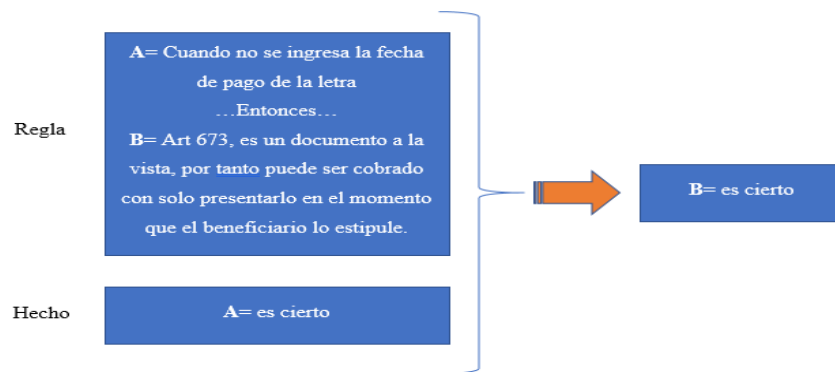 A= Cuando no se ingresa la fecha
de pago de la letra
…Entonces…
Regla
B= Art 673, es un documento a la
vista, por tanto puede ser cobrado
con solo presentarlo en el momento
que el beneficiario lo estipule.
B= es cierto
Hecho
A= es cierto